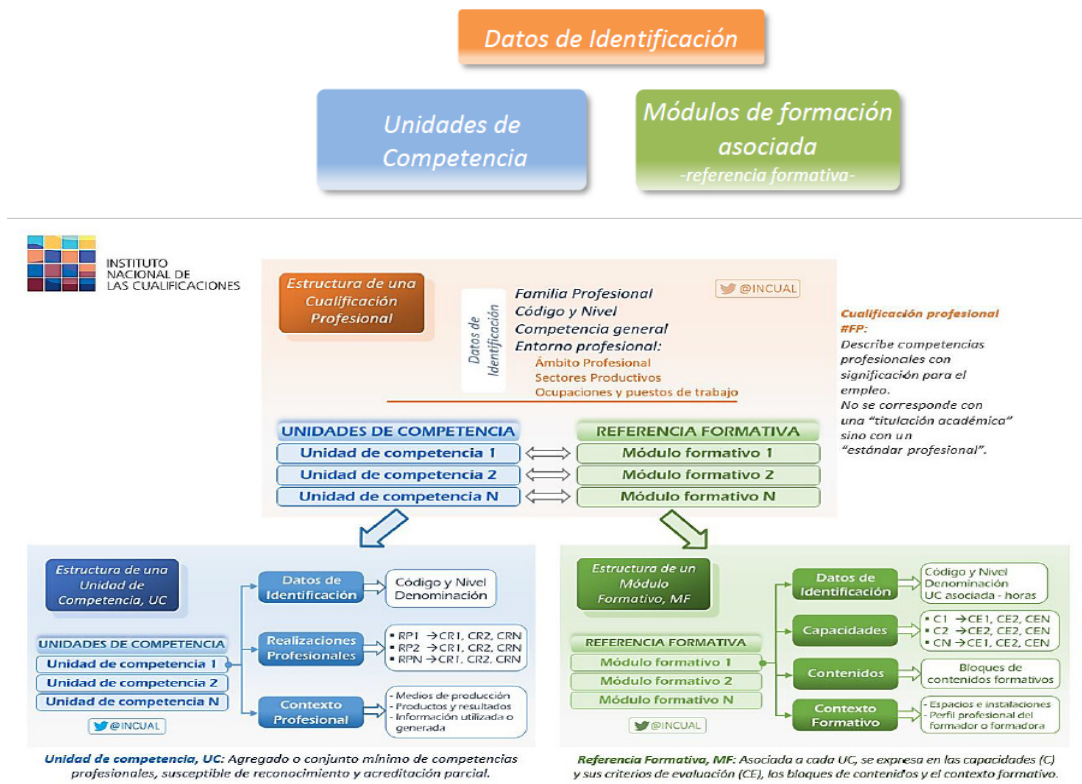 Datos de Identificación
Unidades de
Competencia
Módulos de formación
asociada
-referencia formativa-
INSTITUTO
NACIONAL DE
LAS CUALIFICACIONES
Estructura de una
Cualificación
Profesional
Datos de
Identificación
Familia Profesional
Código y Nivel
Competencia general
Entorno profesional:
Ámbito Profesional
Sectores Productivos
Ocupaciones y puestos de trabajo
@INCUAL
Cualificación profesional
#FP:
Describe competencias
profesionales con
significación para el
empleo.
No se corresponde con
una “titulación académica”
sino con un
“estándar profesional”.
UNIDADES DE COMPETENCIA
Unidad de competencia 1
Unidad de competencia 2
Unidad de competencia N
REFERENCIA FORMATIVA
Módulo formativo 1
Módulo formativo 2
Módulo formativo N
Estructura de una
Unidad de
Competencia, UC
UNIDADES DE COMPETENCIA
Unidad de competencia 1
Unidad de competencia 2
Unidad de competencia N
@INCUAL
Datos de
Identificación
Código y Nivel
Denominación
Realizaciones
Profesionales
▪ RP1 →CR1, CR2, CRN
▪ RP2 →CR1, CR2, CRN
▪ RPN →CR1, CR2, CRN
Contexto
Profesional
- Medios de producción
- Productos y resultados
- Información utilizada o
generada
Unidad de competencia, UC: Agregado o conjunto mínimo de competencias
profesionales, susceptible de reconocimiento y acreditación parcial.
Estructura de un
Módulo
Formativo, MF
REFERENCIA FORMATIVA
Módulo formativo 1
Módulo formativo 2
Módulo formativo N
@INCUAL
Datos de
Identificación
Código y Nivel
Denominación
UC asociada - horas
Capacidades
▪ C1 →CE1, CE2, CEN
▪ C2 →CE1, CE2, CEN
▪ CN →CE1, CE2, CEN
Contenidos
Bloques de
contenidos formativos
Contexto
Formativo
- Espacios e instalaciones
- Perfil profesional del
formador o formadora
Referencia Formativa, MF: Asociada a cada UC, se expresa en las capacidades (C)
y sus criterios de evaluación (CE), los bloques de contenidos y el contexto formativo.